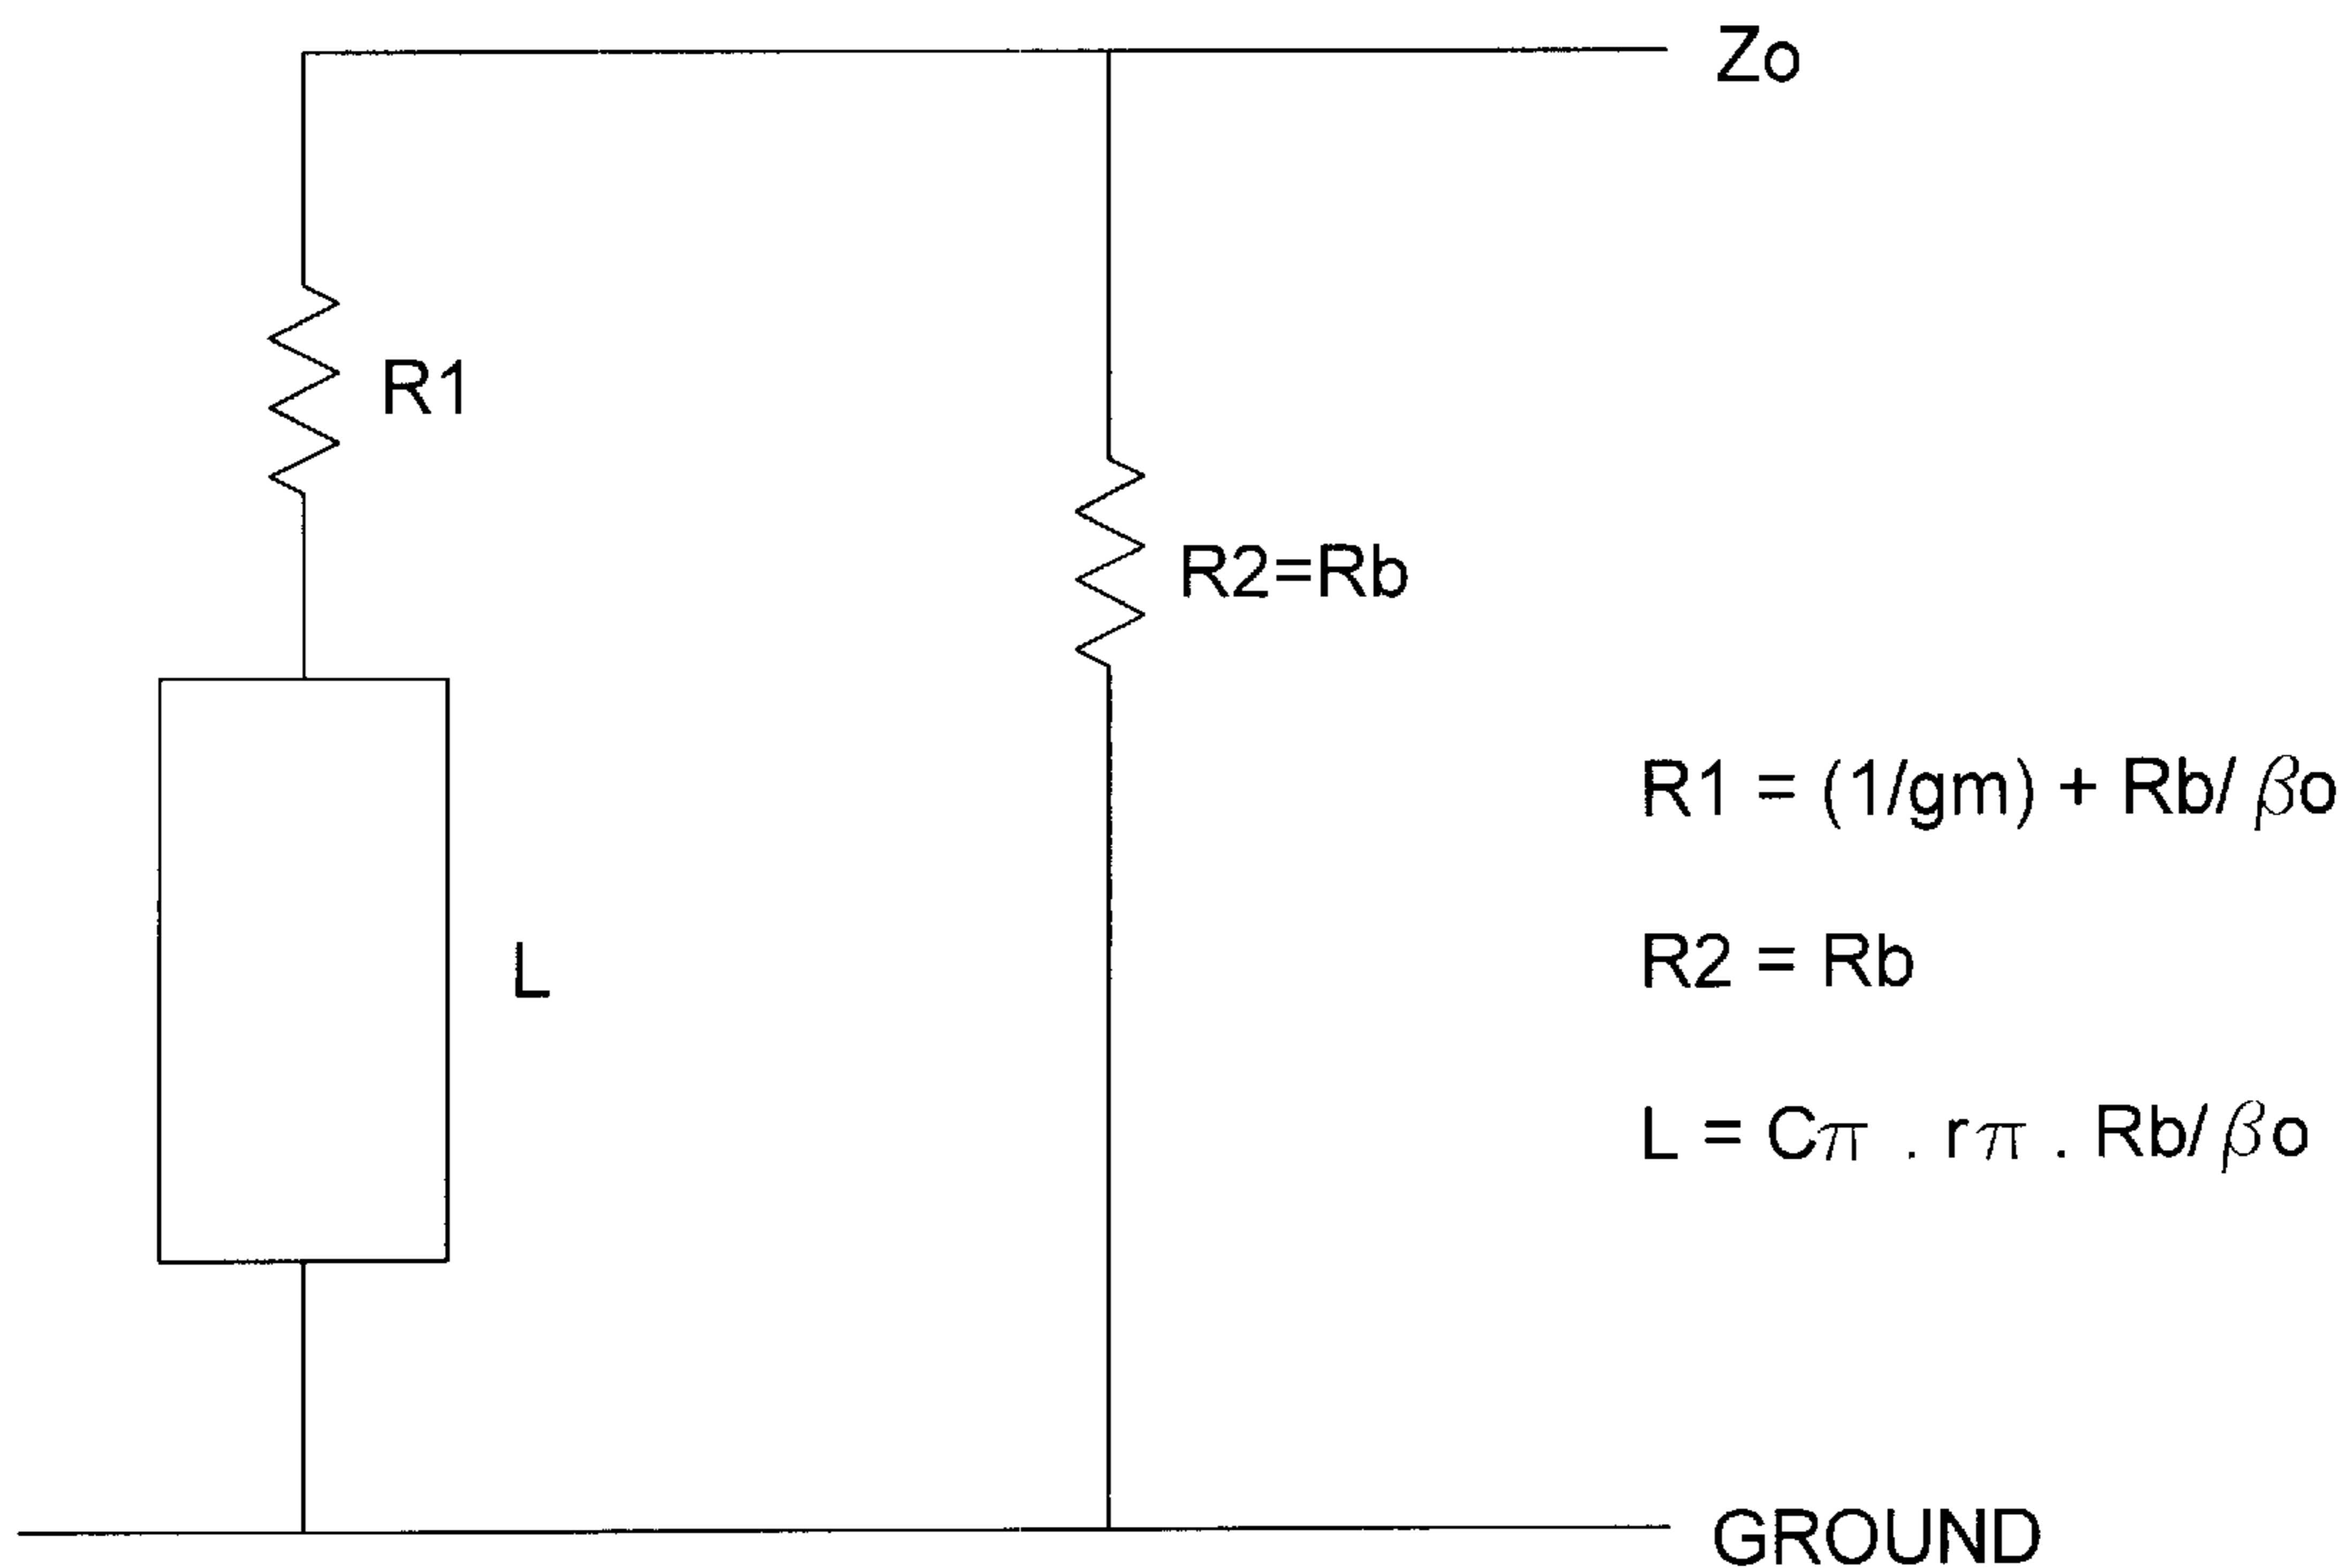 Zo
R1
R2=Rb
R1 = (1/gm) + Rb/βo
R2 = Rb
L
L = Cπ . rπ . Rb/βo
GROUND